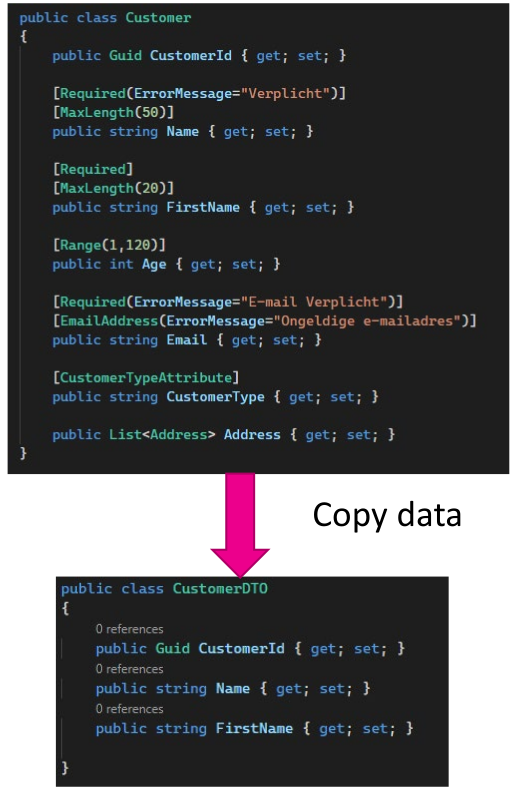 public class Customer
{
public Guid CustomerId { get; set; }
[Required(ErrorMessage="Verplicht")]
[MaxLength(50)]
public string Name { get; set; }
[Required]
[MaxLength(20)]
public string FirstName { get; set; }
[Range(1,120)]
public int Age { get; set; }
[Required(ErrorMessage="E-mail Verplicht")]
[EmailAddress(ErrorMessage="Ongeldige e-mailadres")]
public string Email { get; set; }
[CustomerTypeAttribute]
public string CustomerType { get; set; }
public List<Address> Address { get; set; }
}
Copy data
public class CustomerDTO
{
0 references
public Guid CustomerId { get; set; }
0 references
public string Name { get; set; }
0 references
public string FirstName { get; set; }
}